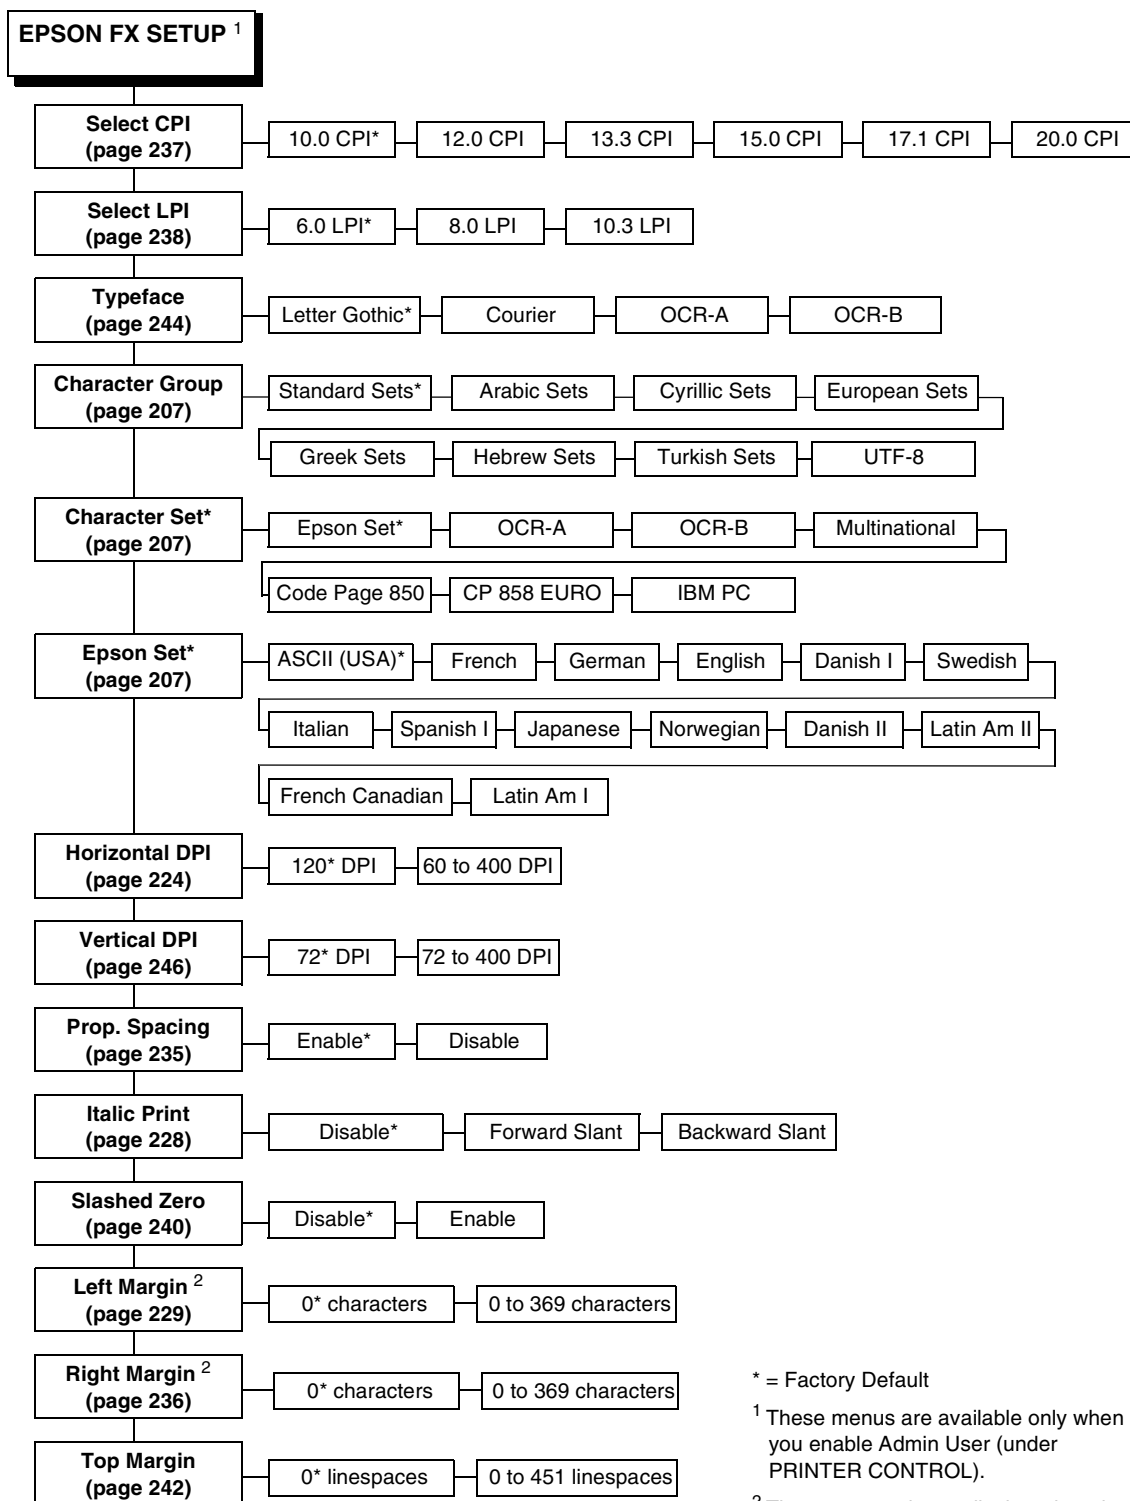 EPSON FX SETUP 1
Select CPI
(page 237)
10.0 CPI* 12.0 CPI 13.3 CPI 15.0 CPI 17.1 CPI 20.0 CPI
Select LPI
(page 238)
6.0 LPI* 8.0 LPI 10.3 LPI
Typeface
(page 244)
Letter Gothic* Courier OCR-A OCR-B
Character Group
(page 207)
Standard Sets* Arabic Sets Cyrillic Sets European Sets
Greek Sets Hebrew Sets Turkish Sets UTF-8
Character Set*
(page 207)
Epson Set* OCR-A OCR-B Multinational
Code Page 850 CP 858 EURO IBM PC
Epson Set*
(page 207)
ASCII (USA)* French German English Danish I Swedish
Italian Spanish I Japanese Norwegian Danish II Latin Am II
French Canadian Latin Am I
Horizontal DPI
(page 224)
120* DPI 60 to 400 DPI
Vertical DPI
(page 246)
72* DPI 72 to 400 DPI
Prop. Spacing
(page 235)
Enable* Disable
Italic Print
(page 228)
Disable* Forward Slant Backward Slant
Slashed Zero
(page 240)
Disable* Enable
Left Margin 2
(page 229)
0* characters 0 to 369 characters
Right Margin 2
(page 236)
0* characters 0 to 369 characters
Top Margin
(page 242)
0* linespaces 0 to 451 linespaces
* = Factory Default
1 These menus are available only when
you enable Admin User (under
PRINTER CONTROL).